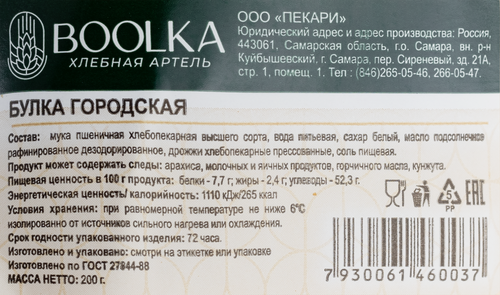 BOOLKA
ХЛЕБНАЯ АРТЕЛЬ
ООО "ПЕКАРИ"
Юридический адрес и адрес производства: Россия,
443061, Самарская область, г.о. Самара, вн. р-н
Куйбышевский, г. Самара, пер. Сиреневый, зд.21А,
стр. 1, помещ. 1. Тел.: (846)265-05-46, 266-05-47.
БУЛКА ГОРОДСКАЯ
Состав: мука пшеничная хлебопекарная высшего сорта, вода питьевая, сахар белый, масло подсолнечное
рафинированное дезодорированное, дрожжи хлебопекарные прессованные, соль пищевая.
Продукт может содержать следы: арахиса, молочных и яичных продуктов, горчичного масла, кунжута.
Пищевая ценность в 100 г продукта: белки - 7,7 г; жиры - 2,4 г; углеводы - 52,3 г.
Энергетическая ценность/ калорийность: 1110 кДж/265 ккал
Условия хранения: при равномерной температуре не ниже 6°C
изолированно от источников сильного нагрева или охлаждения.
Срок годности упакованного изделия: 72 часа.
Изготовлено/упаковано: смотри на этикетке или упаковке
Изготовлено по ГОСТ 27844-88
МАССА НЕТТО: 200 г.
5
PP
EAC
7 930061 460037